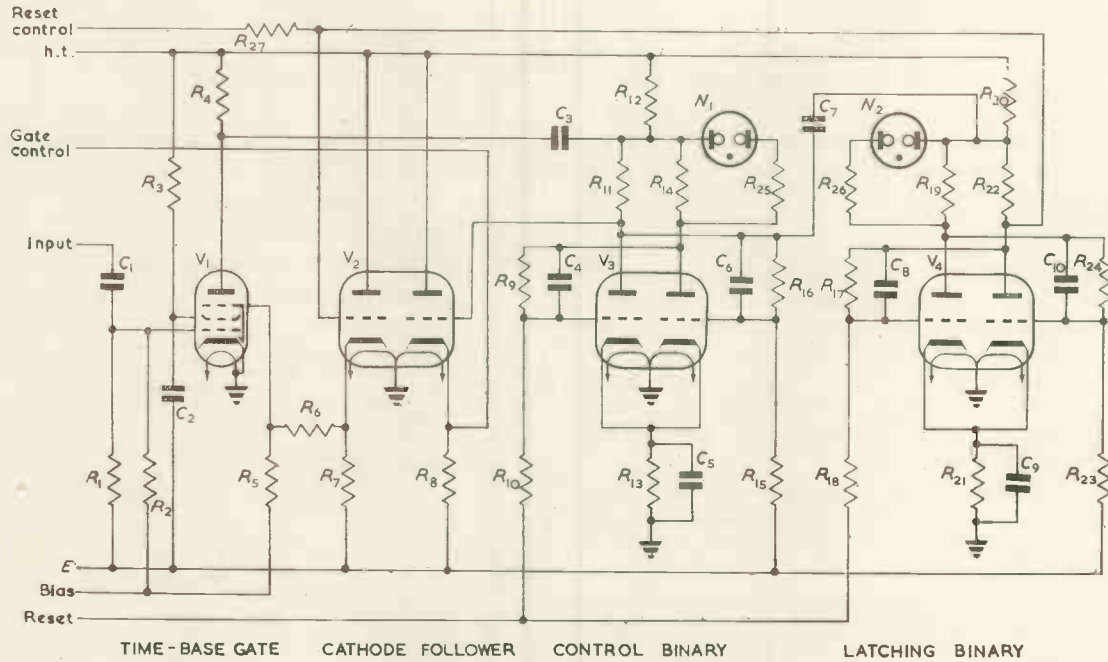 Reset control
h.t.
Gate control
Input
E
Bias
Reset
R27
R4
R3
C1
V1
C2
R1
R2
R5
R6
R7
R8
V2
C3
R12
N1
R11
R14
R25
R9
C4
V3
C6
R16
R10
R13
C5
R15
C7
N2
R30
R26
R19
R22
R17
C8
V4
C10
R24
R18
R21
C9
R23
TIME-BASE GATE
CATHODE FOLLOWER
CONTROL BINARY
LATCHING BINARY